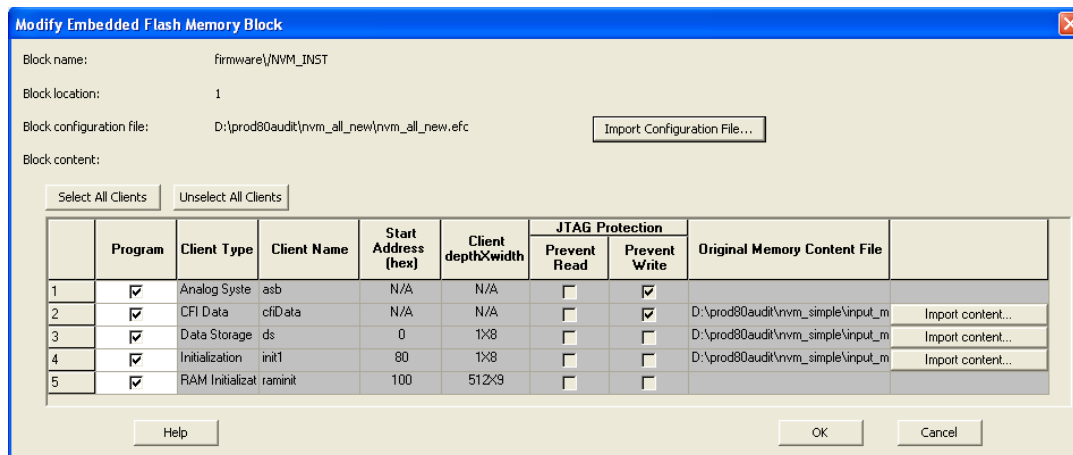 Modify Embedded Flash Memory Block
Block name: firmware\/NVM_INST
Block location: 1
Block configuration file: D:\prod80audit\nvm_all_new\nvm_all_new.efc Import Configuration File...
Block content:
Select All Clients Unselect All Clients
Program Client Type Client Name Start Address (hex) Client depthXwidth JTAG Protection Prevent Read Prevent Write Original Memory Content File
1 Analog Syste asb N/A N/A
2 CFI Data cfiData N/A N/A D:\prod80audit\nvm_simple\input_m Import content...
3 Data Storage ds 0 1X8 D:\prod80audit\nvm_simple\input_m Import content...
4 Initialization init1 80 1X8 D:\prod80audit\nvm_simple\input_m Import content...
5 RAM Initializat raminit 100 512X9
Help OK Cancel